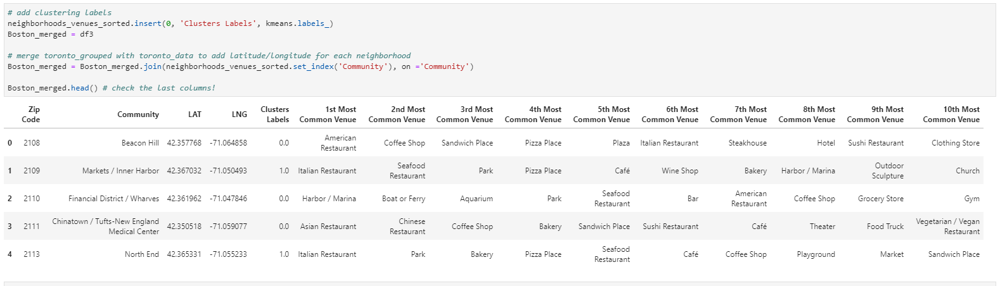 # add clustering labels
neighborhoods_venues_sorted.insert(0, 'Clusters Labels', kmeans.labels_)
Boston_merged = df3
# merge toronto_grouped with toronto_data to add latitude/longitude for each neighborhood
Boston_merged = Boston_merged.join(neighborhoods_venues_sorted.set_index('Community'), on ='Community')
Boston_merged.head() # check the last columns!
Zip Code Community LAT LNG Clusters Labels 1st Most Common Venue 2nd Most Common Venue 3rd Most Common Venue 4th Most Common Venue 5th Most Common Venue 6th Most Common Venue 7th Most Common Venue 8th Most Common Venue 9th Most Common Venue 10th Most Common Venue
0 2108 Beacon Hill 42.357768 -71.064858 0.0 American Restaurant Coffee Shop Sandwich Place Pizza Place Plaza Italian Restaurant Steakhouse Hotel Sushi Restaurant Clothing Store
1 2109 Markets / Inner Harbor 42.367032 -71.050493 1.0 Italian Restaurant Seafood Restaurant Park Pizza Place Café Wine Shop Bakery Harbor / Marina Outdoor Sculpture Church
2 2110 Financial District / Wharves 42.361962 -71.047846 0.0 Harbor / Marina Boat or Ferry Aquarium Park Seafood Restaurant Bar American Restaurant Coffee Shop Grocery Store Gym
3 2111 Chinatown / Tufts-New England Medical Center 42.350518 -71.059077 0.0 Asian Restaurant Chinese Restaurant Coffee Shop Bakery Sandwich Place Sushi Restaurant Café Theater Food Truck Vegetarian / Vegan Restaurant
4 2113 North End 42.365331 -71.055233 1.0 Italian Restaurant Park Bakery Pizza Place Seafood Restaurant Café Coffee Shop Playground Market Sandwich Place